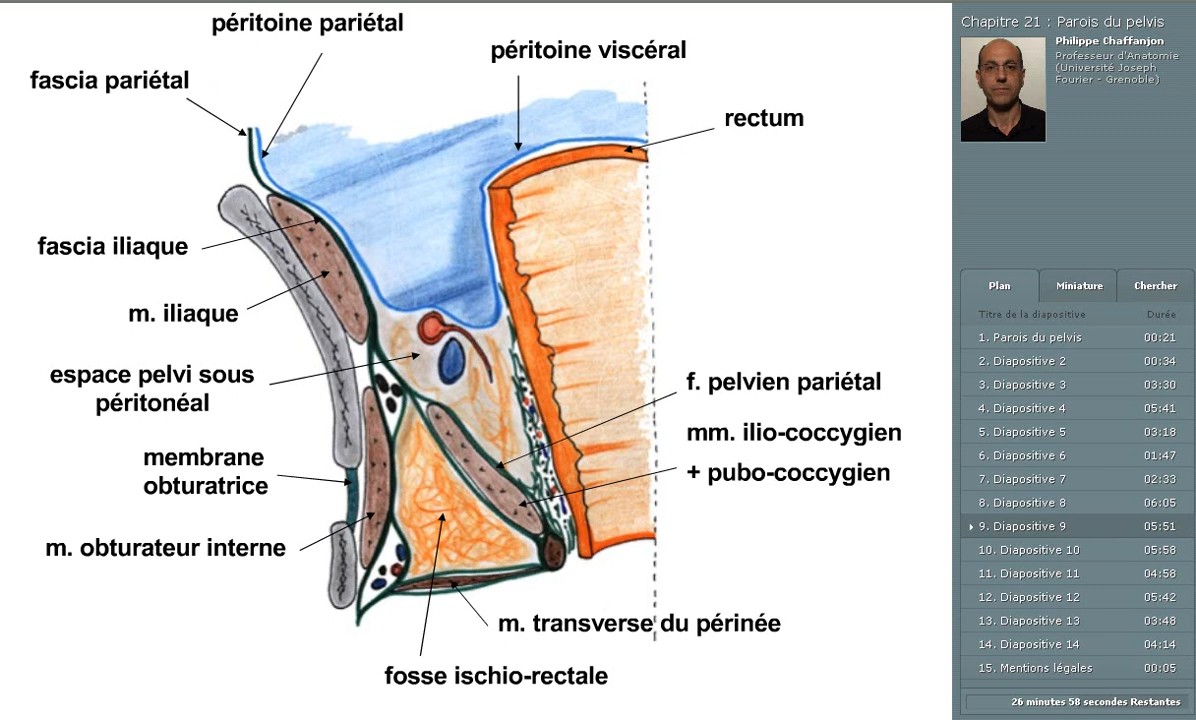 péritoine pariétal
péritoine viscéral
fascia pariétal
rectum
fascia iliaque
m. iliaque
espace pelvi sous
péritonéal
f. pelvien pariétal
mm. ilio-coccygien
+ pubo-coccygien
membrane
obturatrice
m. obturateur interne
m. transverse du périnée
fosse ischio-rectale
Chapitre 21 : Parois du pelvis
Philippe Chaffanjon
Professeur d'Anatomie
(Université Joseph
Fourier - Grenoble)
Plan Miniature Chercher
Titre de la diapositive Durée
1. Parois du pelvis 00:21
2. Diapositive 2 00:34
3. Diapositive 3 03:30
4. Diapositive 4 05:41
5. Diapositive 5 03:18
6. Diapositive 6 01:47
7. Diapositive 7 02:33
8. Diapositive 8 06:05
9. Diapositive 9 05:51
10. Diapositive 10 05:58
11. Diapositive 11 04:58
12. Diapositive 12 05:42
13. Diapositive 13 03:48
14. Diapositive 14 04:14
15. Mentions légales 00:05
26 minutes 58 secondes Restantes